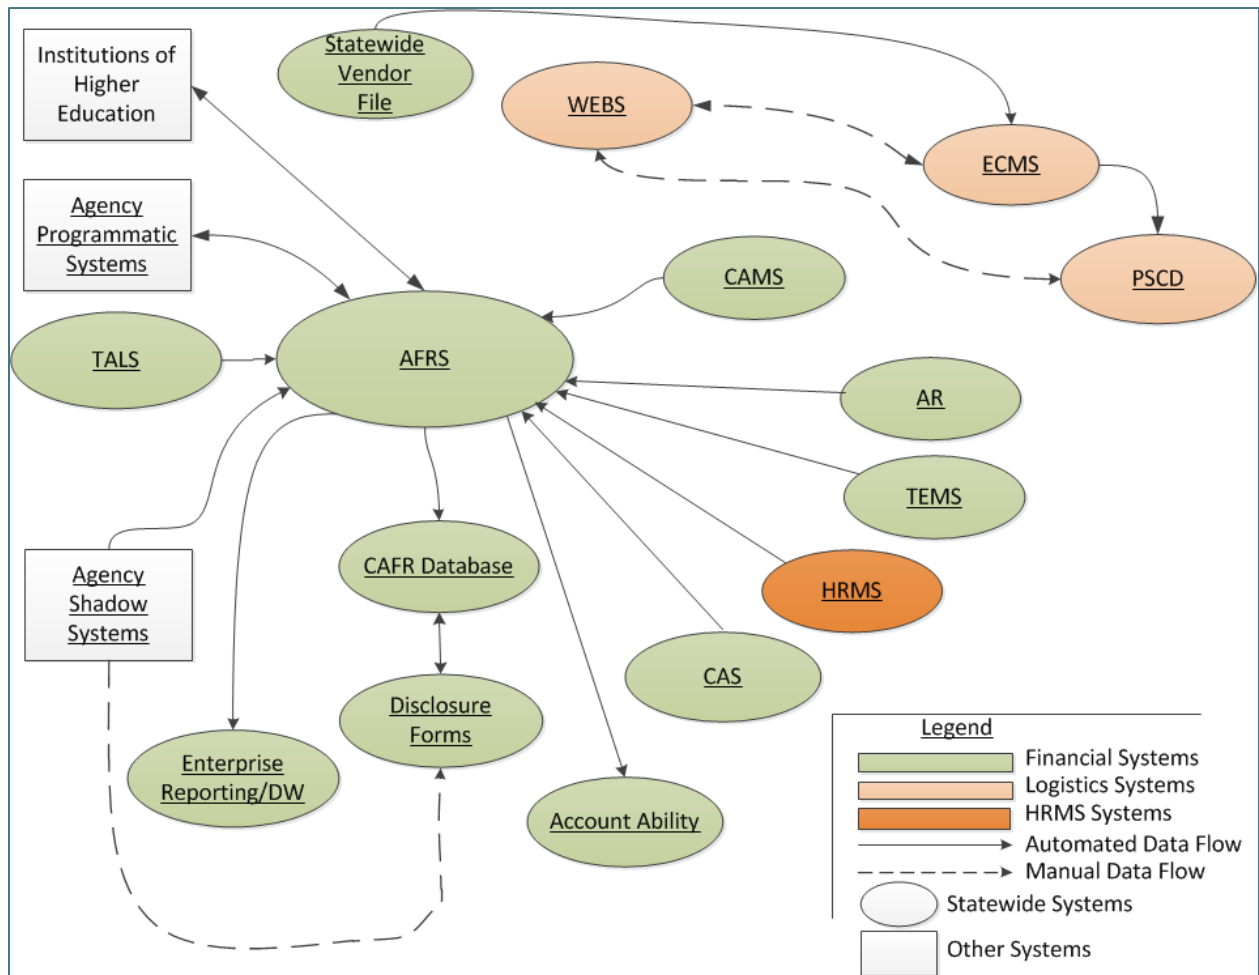 Institutions of
Higher
Education
Statewide
Vendor
File
WEBS
ECMS
Agency
Programmatic
Systems
CAMS
PSCD
TALS
AFRS
AR
TEMS
CAFR Database
HRMS
Agency
Shadow
Systems
CAS
Disclosure
Forms
Enterprise
Reporting/DW
Account Ability
Legend
Financial Systems
Logistics Systems
HRMS Systems
Automated Data Flow
Manual Data Flow
Statewide Systems
Other Systems